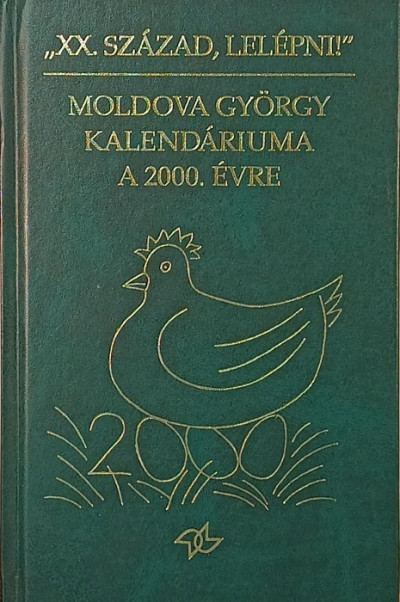 „XX. SZÁZAD, LELÉPNI!”
MOLDOVA GYÖRGY
KALENDÁRIUMA
A 2000. ÉVRE
2000